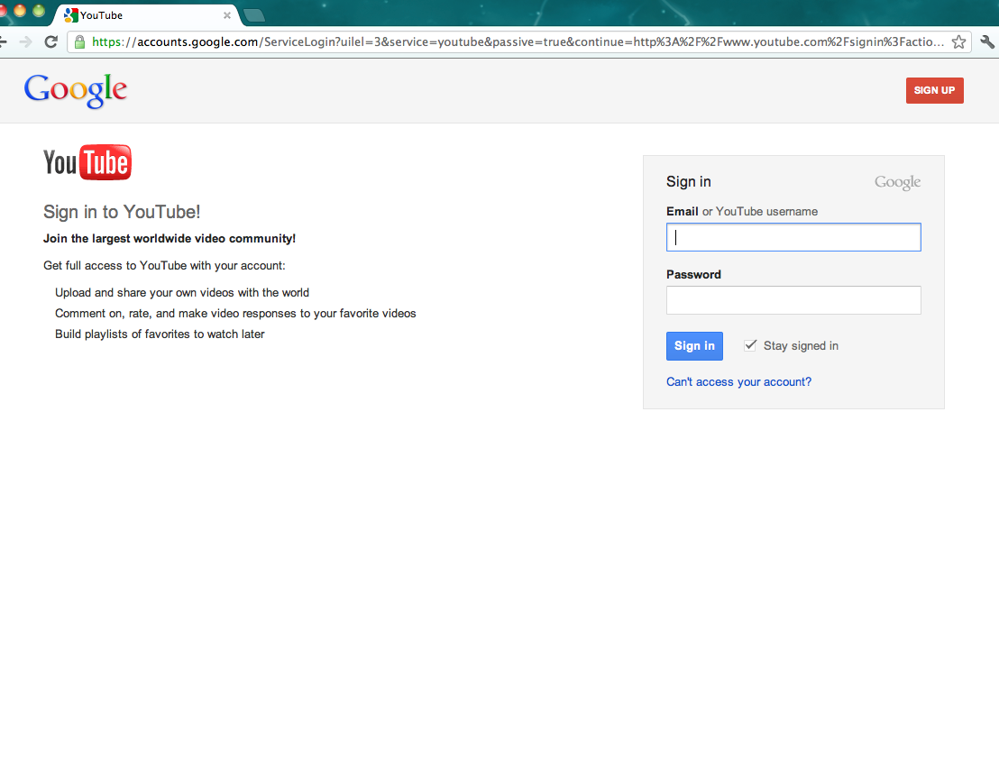 YouTube
https://accounts.google.com/ServiceLogin?uilel=3&service=youtube&passive=true&continue=http%3A%2F%2Fwww.youtube.com%2Fsignin%3Factio...
Google
SIGN UP
YouTube
Sign in to YouTube!
Join the largest worldwide video community!
Get full access to YouTube with your account:
Upload and share your own videos with the world
Comment on, rate, and make video responses to your favorite videos
Build playlists of favorites to watch later
Sign in Google
Email or YouTube username
Password
Sign in Stay signed in
Can't access your account?